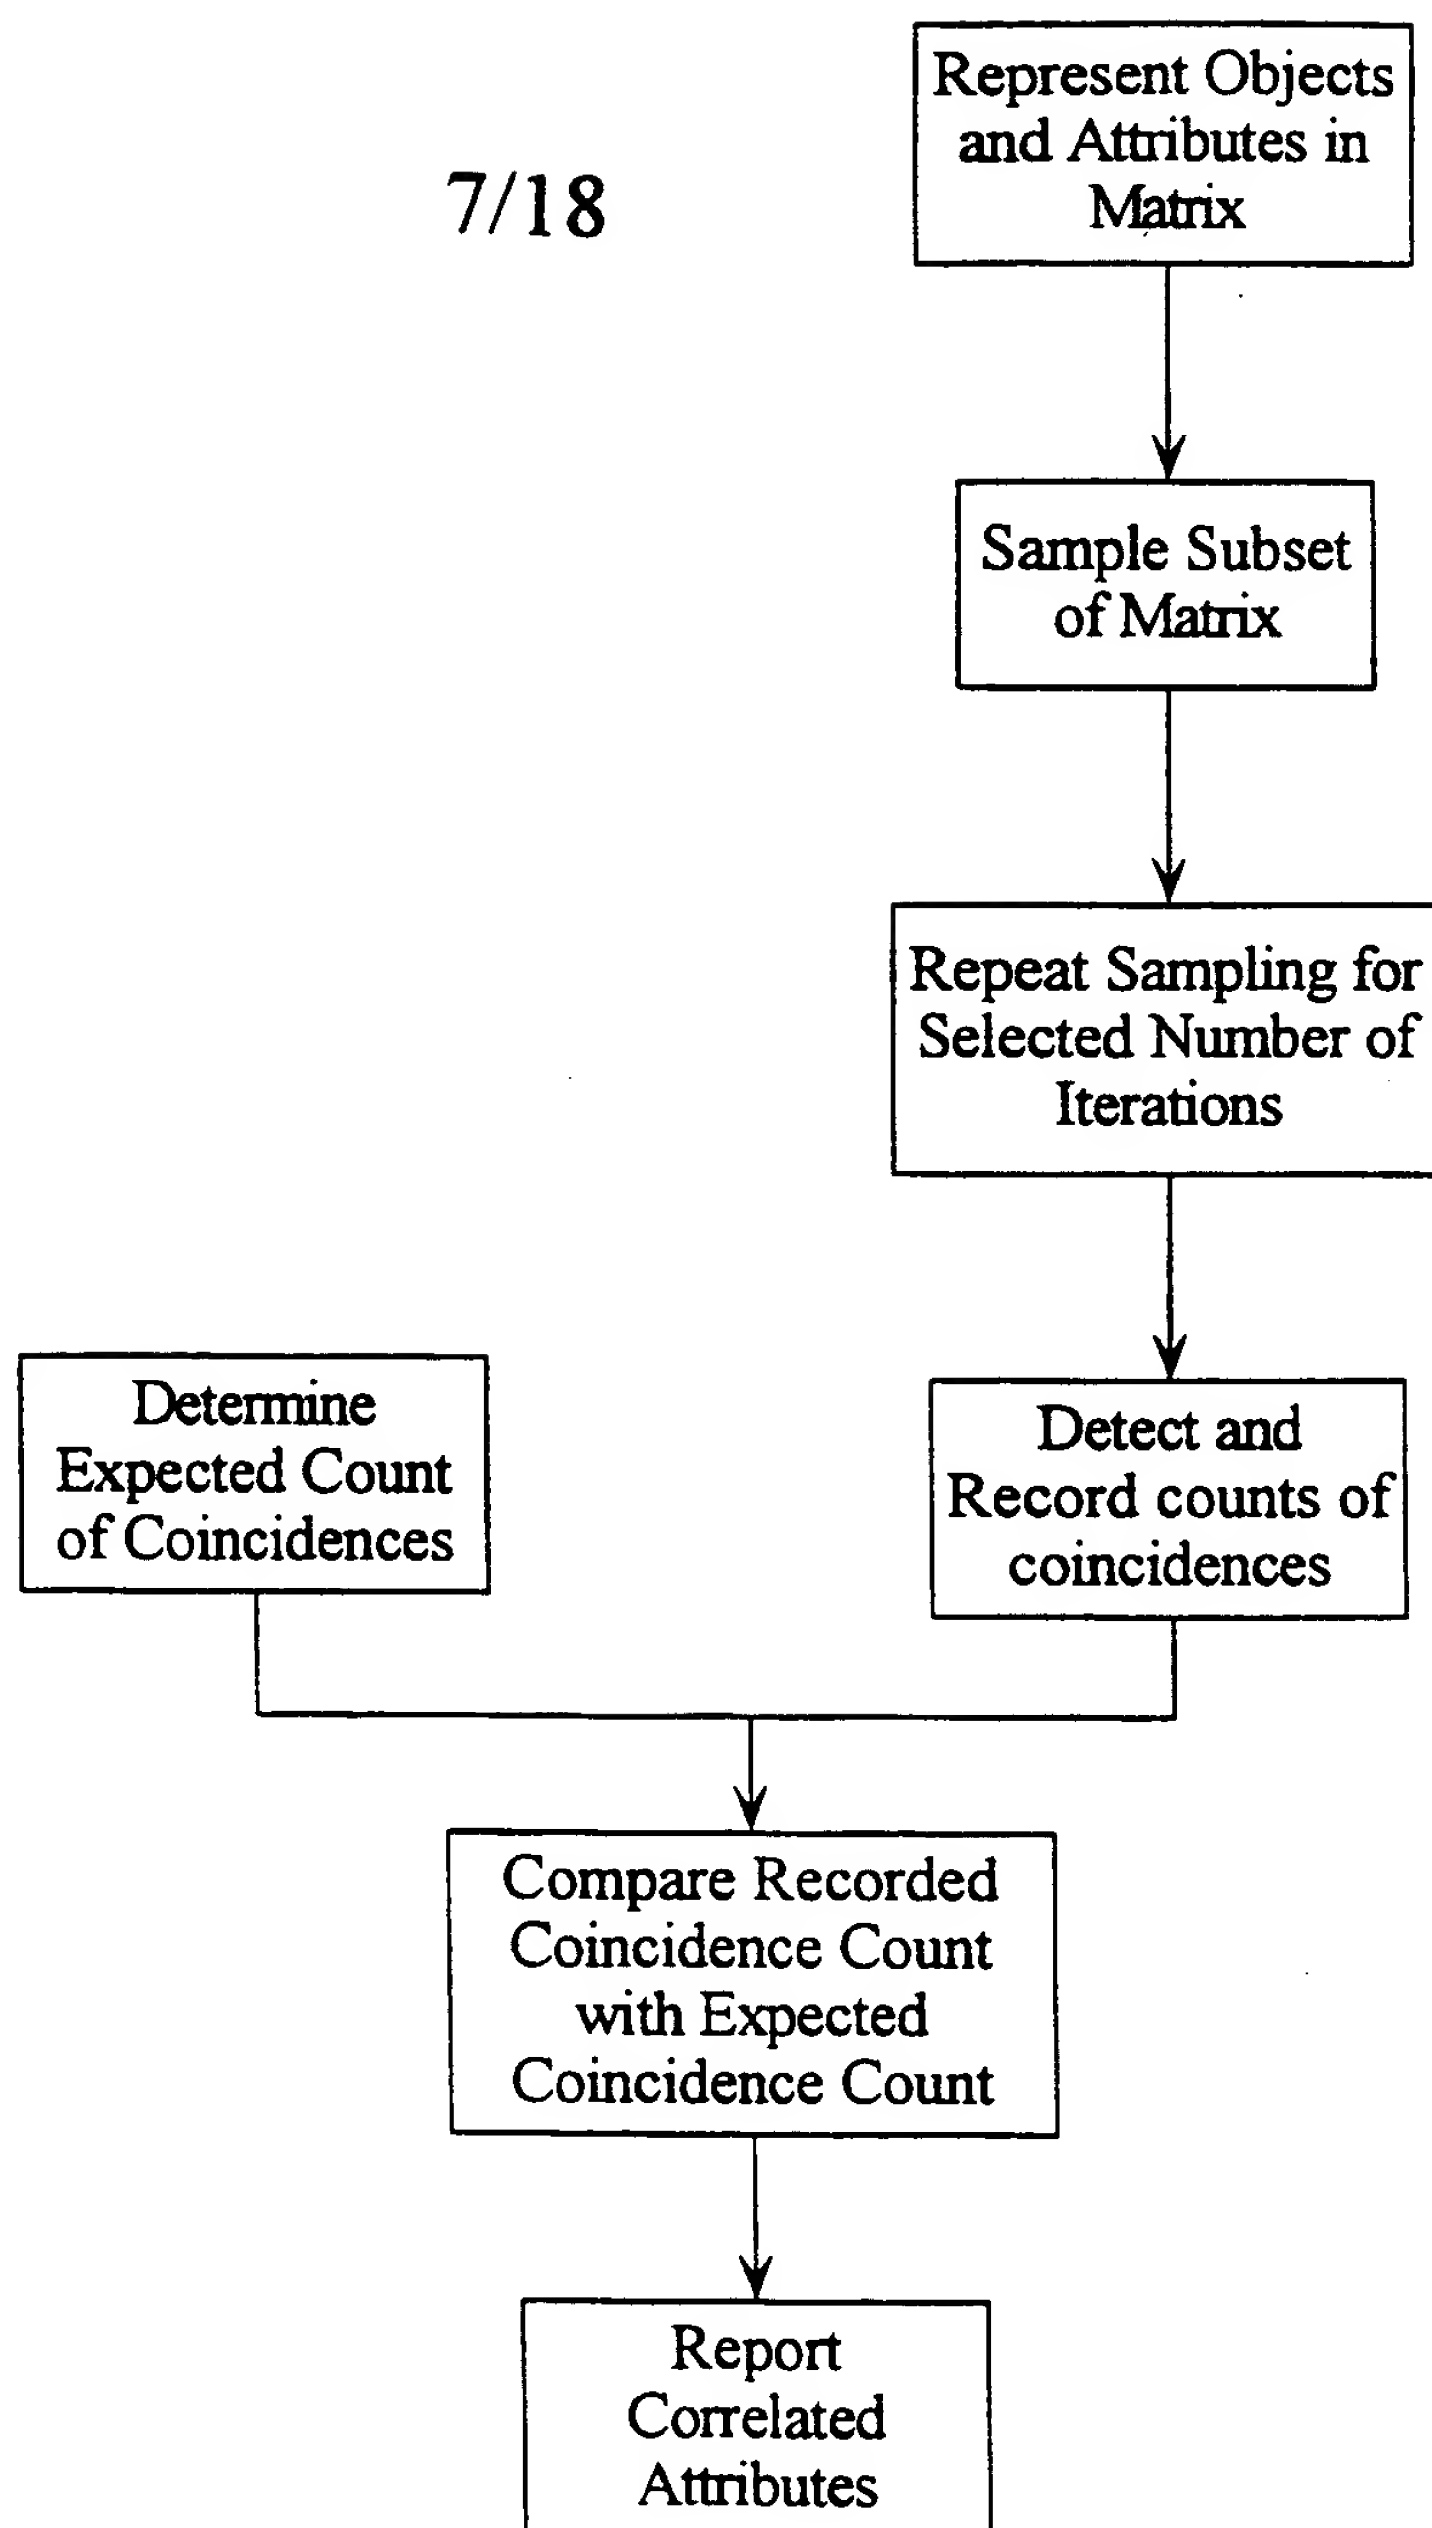 7/18
Represent Objects
and Attributes in
Matrix
Sample Subset
of Matrix
Repeat Sampling for
Selected Number of
Iterations
Determine
Expected Count
of Coincidences
Detect and
Record counts of
coincidences
Compare Recorded
Coincidence Count
with Expected
Coincidence Count
Report
Correlated
Attributes